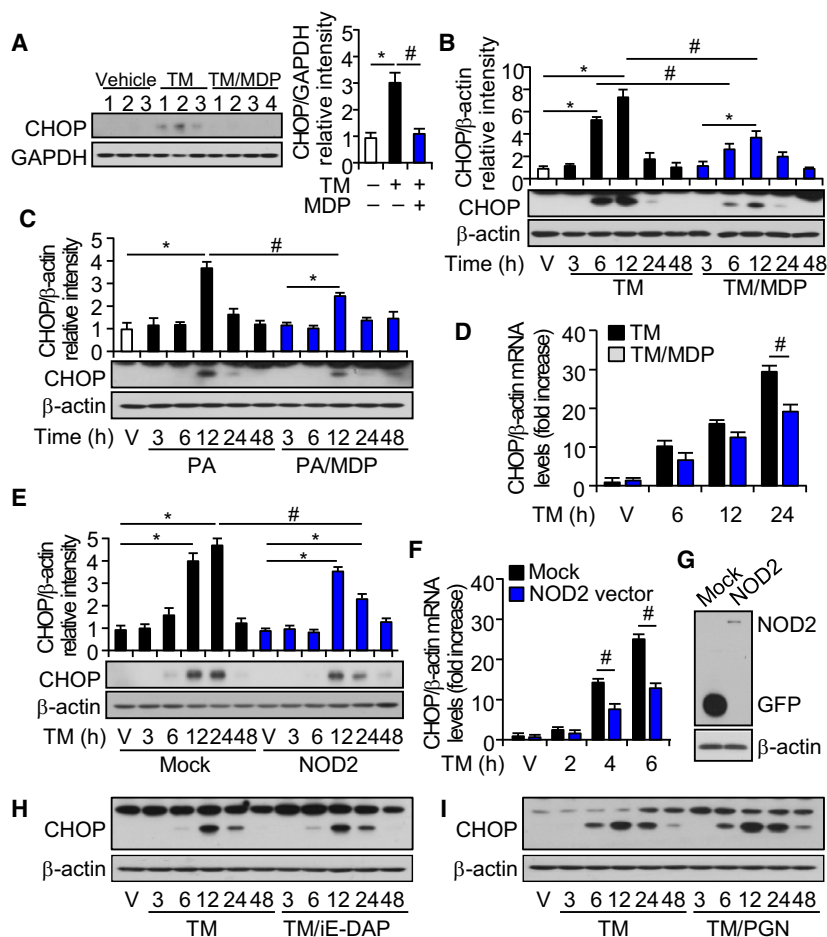 A
Vehicle TM TM/MDP
1 2 3 1 2 3 1 2 3 4
CHOP
GAPDH
CHOP/GAPDH
relative intensity
5
4
3
2
1
0
* #
TM – + +
MDP – – +
B
CHOP/β-actin
relative intensity
10
8
6
4
2
0
#
* #
* *
CHOP
β-actin
Time (h) V 3 6 12 24 48 3 6 12 24 48
TM TM/MDP
C
CHOP/β-actin
relative intensity
5
4
3
2
1
0
* #
*
CHOP
β-actin
Time (h) V 3 6 12 24 48 3 6 12 24 48
PA PA/MDP
D
TM
TM/MDP
CHOP/β-actin mRNA
levels (fold increase)
40
30
20
10
0
#
TM (h) V 6 12 24
E
CHOP/β-actin
relative intensity
5
4
3
2
1
0
* #
* *
*
CHOP
β-actin
TM (h) V 3 6 12 24 48 V 3 6 12 24 48
Mock NOD2
F
Mock
NOD2 vector
CHOP/β-actin mRNA
levels (fold increase)
40
30
20
10
0
# #
TM (h) V 2 4 6
G
Mock NOD2
NOD2
GFP
β-actin
H
CHOP
β-actin
V 3 6 12 24 48 3 6 12 24 48
TM TM/iE-DAP
I
CHOP
β-actin
V 3 6 12 24 48 3 6 12 24 48
TM TM/PGN